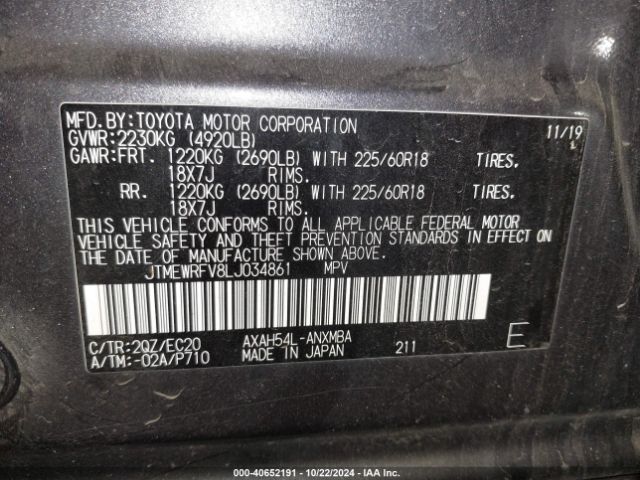 MFD.BY:TOYOTA MOTOR CORPORATION 11/19
GVWR:2230KG (4920LB)
GAWR:FRT. 1220KG (2690LB) WITH 225/60R18 TIRES.
18X7J RIMS.
RR. 1220KG (2690LB) WITH 225/60R18 TIRES.
18X7J RIMS.
THIS VEHICLE CONFORMS TO ALL APPLICABLE FEDERAL MOTOR
VEHICLE SAFETY AND THEFT PREVENTION STANDARDS IN EFFECT ON
THE DATE OF MANUFACTURE SHOWN ABOVE.
JTMEWRFV8LJ034861 MPV
C/TR:2QZ/EC20 AXAH54L-ANXMBA
A/TM:-02A/P710 MADE IN JAPAN 211 E
000-40652191 - 10/22/2024 - IAA Inc.